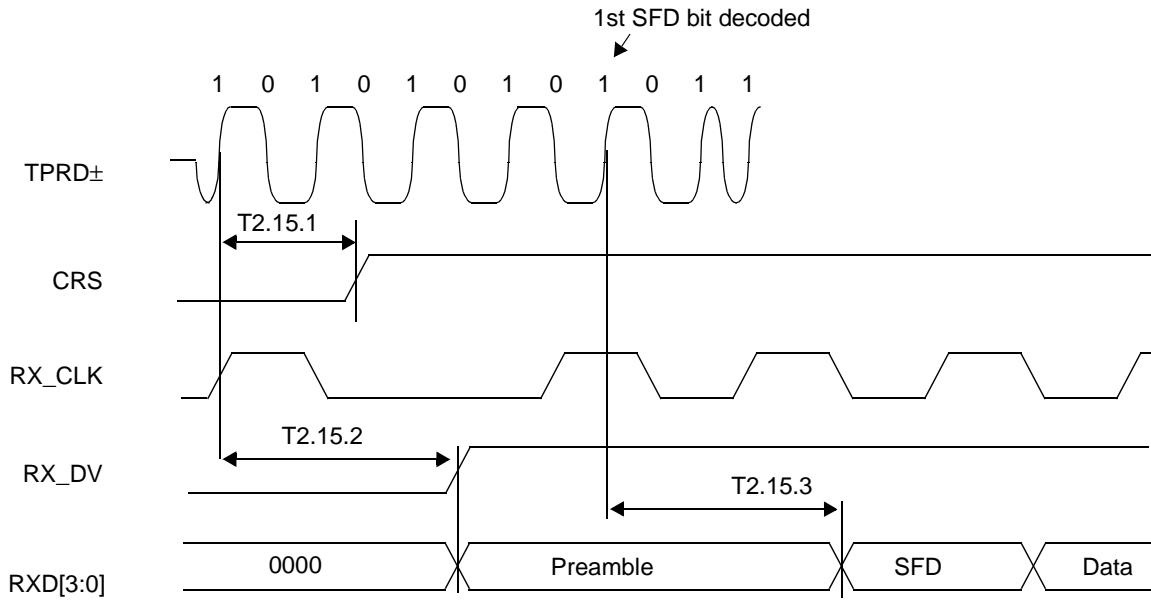 1st SFD bit decoded
1 0 1 0 1 0 1 0 1 0 1 1
TPRD±
T2.15.1
CRS
RX_CLK
T2.15.2
RX_DV
T2.15.3
0000 Preamble SFD Data
RXD[3:0]